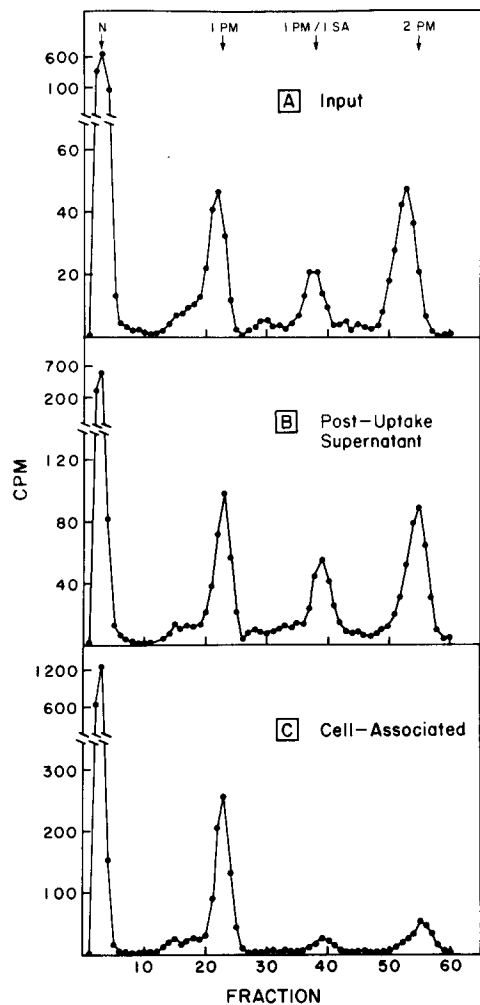 N 1 PM 1 PM / 1 SA 2 PM
A Input
600
100
60
40
20
B Post-Uptake
Supernatant
700
200
120
80
40
CPM
C Cell-Associated
1200
600
300
200
100
10 20 30 40 50 60
FRACTION